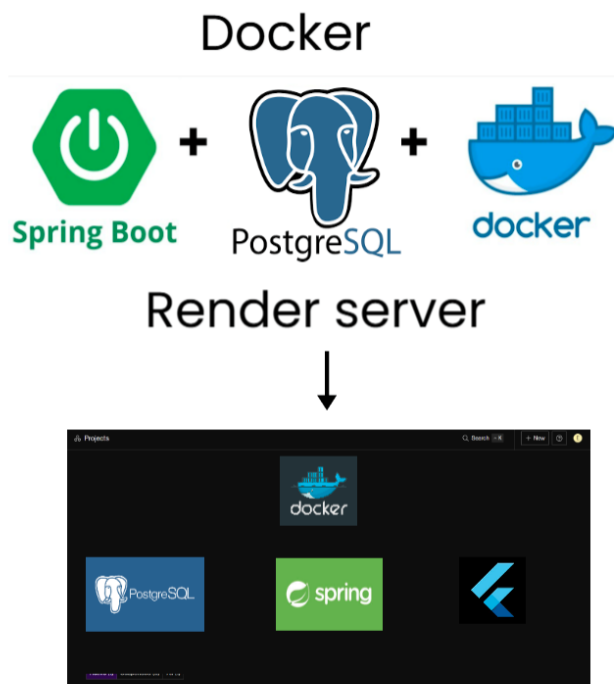 Docker
+ +
Spring Boot
PostgreSQL
docker
Render server
Projects
Search
+ New
docker
PostgreSQL
spring